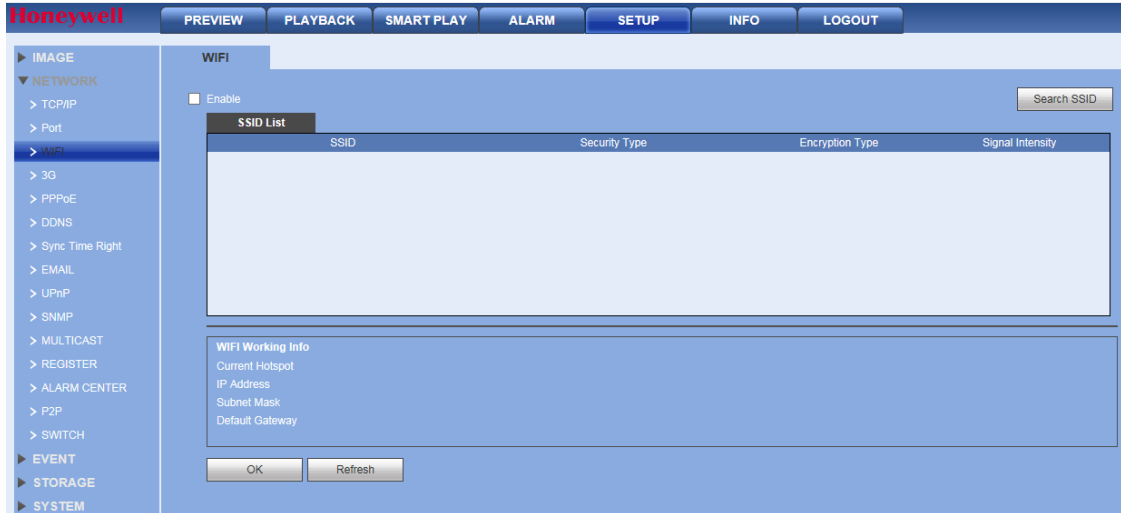 Honeywell
PREVIEW PLAYBACK SMART PLAY ALARM SETUP INFO LOGOUT
IMAGE
NETWORK
> TCP/IP
> Port
> WIFI
> 3G
> PPPoE
> DDNS
> Sync Time Right
> EMAIL
> UPnP
> SNMP
> MULTICAST
> REGISTER
> ALARM CENTER
> P2P
> SWITCH
EVENT
STORAGE
SYSTEM
WIFI
Enable
Search SSID
SSID List
SSID Security Type Encryption Type Signal Intensity
WIFI Working Info
Current Hotspot
IP Address
Subnet Mask
Default Gateway
OK Refresh